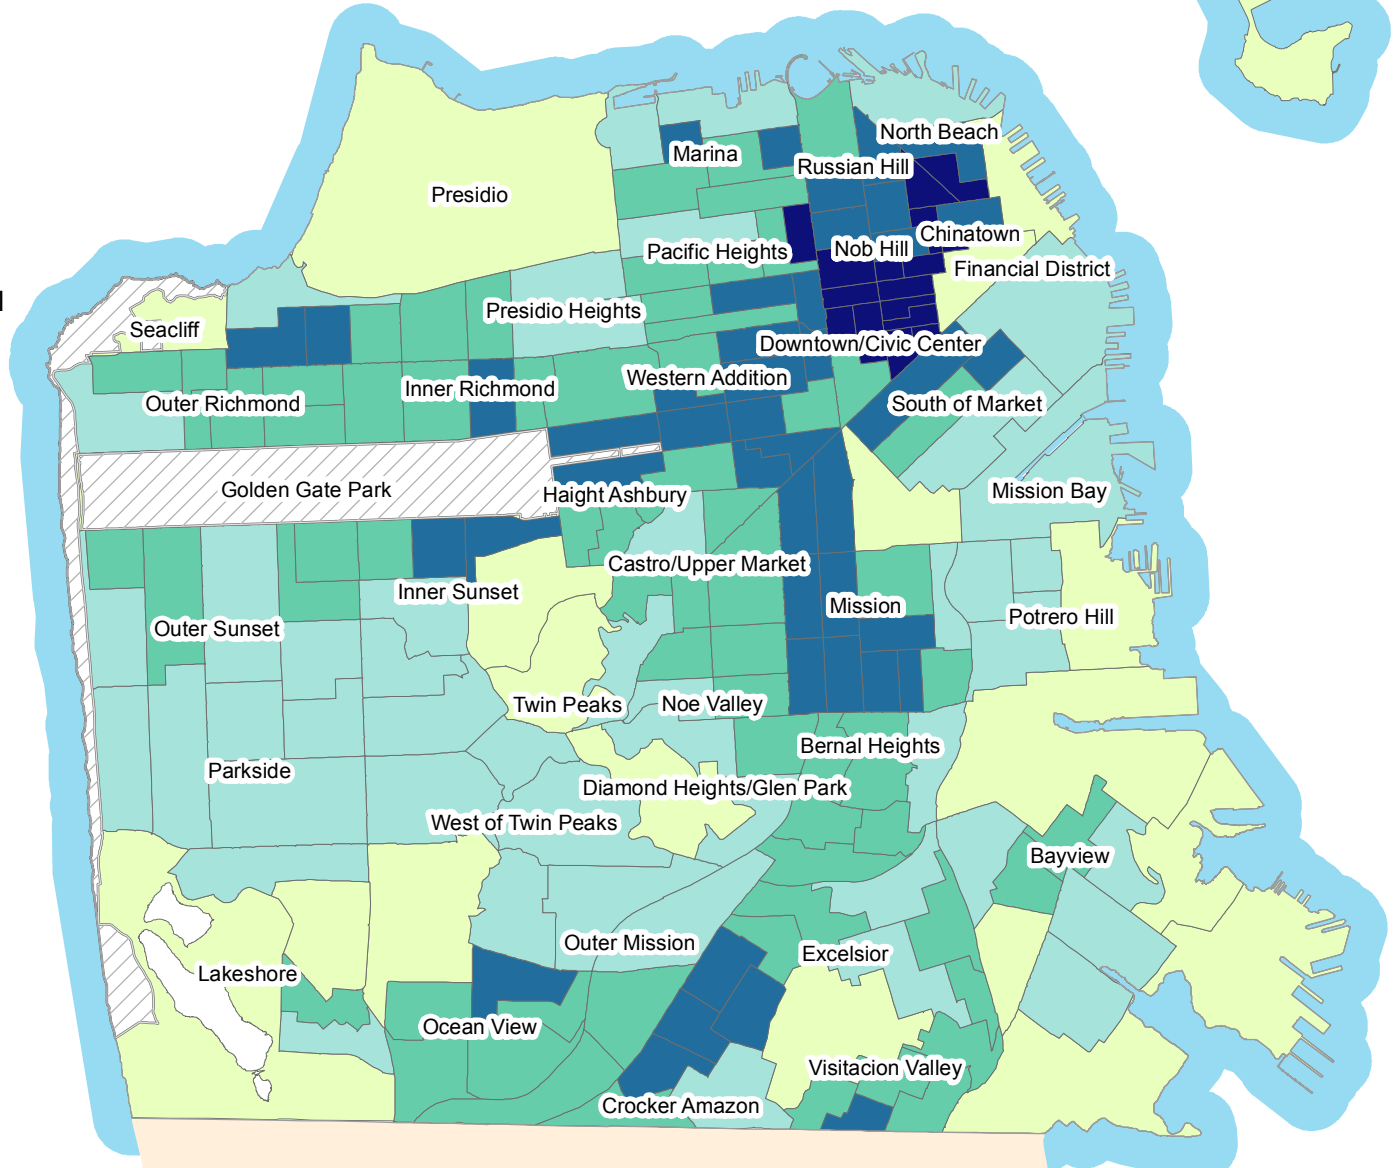 North Beach
Marina
Russian Hill
Presidio
Chinatown
Pacific Heights
Nob Hill
Financial District
Presidio Heights
Seacliff
Downtown/Civic Center
Western Addition
Inner Richmond
Outer Richmond
South of Market
Golden Gate Park
Mission Bay
Haight Ashbury
Castro/Upper Market
Inner Sunset
Mission
Potrero Hill
Outer Sunset
Twin Peaks
Noe Valley
Bernal Heights
Parkside
Diamond Heights/Glen Park
West of Twin Peaks
Bayview
Outer Mission
Excelsior
Lakeshore
Ocean View
Visitacion Valley
Crocker Amazon